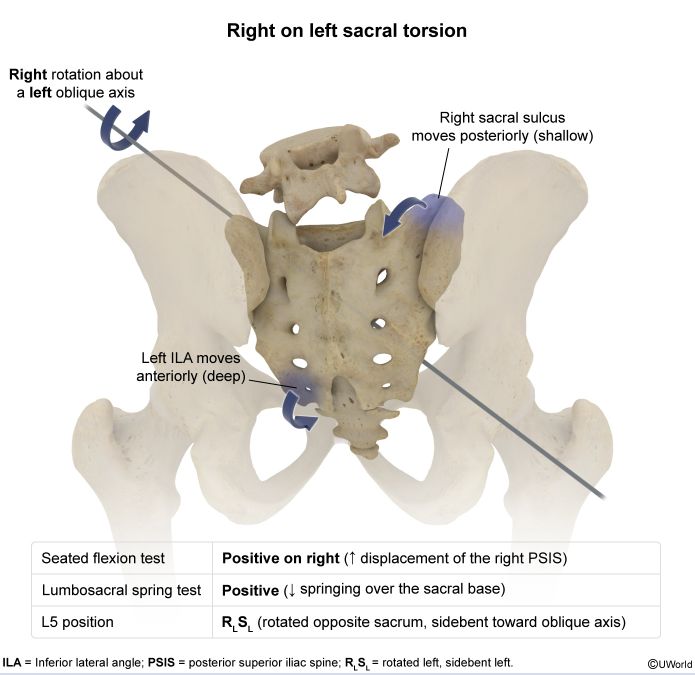 Right on left sacral torsion
Right rotation about
a left oblique axis
Right sacral sulcus
moves posteriorly (shallow)
Left ILA moves
anteriorly (deep)
Seated flexion test Positive on right (↑ displacement of the right PSIS)
Lumbosacral spring test Positive (↓ springing over the sacral base)
L5 position RLSL (rotated opposite sacrum, sidebent toward oblique axis)
ILA = Inferior lateral angle; PSIS = posterior superior iliac spine; RLSL = rotated left, sidebent left.
©UWorld